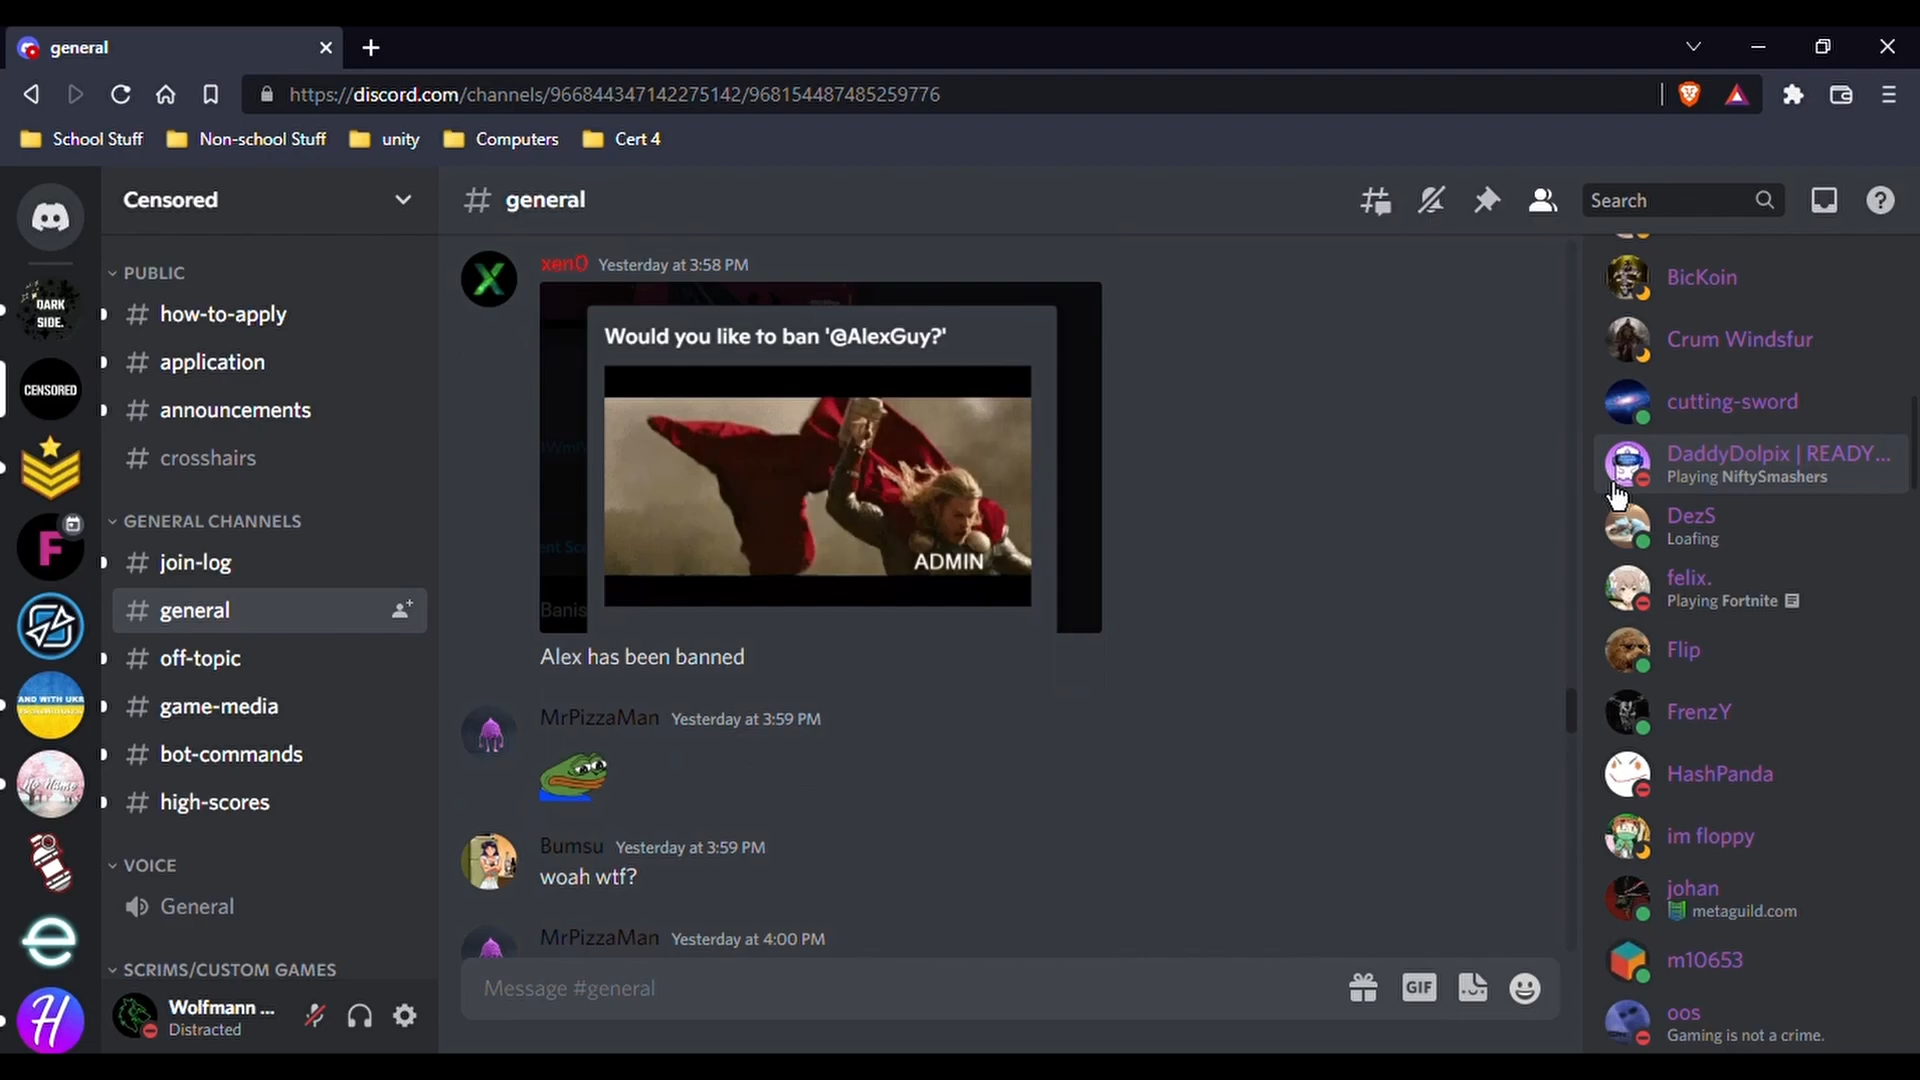 general
https://discord.com/channels/966844347142275142/968154487485259776
School Stuff
Non-school Stuff
unity
Computers
Cert 4
DARK
SIDE.
CENSORED
F
AND WITH UKR
No Name
H
Censored
PUBLIC
how-to-apply
application
announcements
crosshairs
GENERAL CHANNELS
join-log
general
off-topic
game-media
bot-commands
high-scores
VOICE
General
SCRIMS/CUSTOM GAMES
Wolfmann ...
Distracted
general
Search
xen0 Yesterday at 3:58 PM
Would you like to ban '@AlexGuy?'
ADMIN
Banis
Alex has been banned
MrPizzaMan Yesterday at 3:59 PM
Bumsu Yesterday at 3:59 PM
woah wtf?
MrPizzaMan Yesterday at 4:00 PM
Message #general
GIF
BicKoin
Crum Windsfur
cutting-sword
DaddyDolpix | READY...
Playing NiftySmashers
DezS
Loafing
felix.
Playing Fortnite
Flip
FrenzY
HashPanda
im floppy
johan
metaguild.com
m10653
oos
Gaming is not a crime.